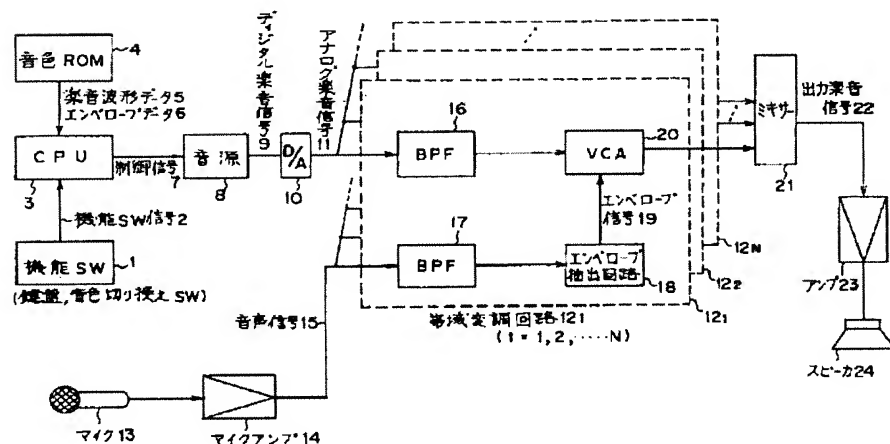 音色ROM
4
楽音波形データ5
エンベロープデータ6
CPU
3
制御信号
7
音源
8
ディジタル楽音信号9
D/A
10
アナログ楽音信号11
機能SW信号2
機能SW
1
(鍵盤,音色切り換えSW)
16
BPF
VCA
20
エンベロープ
信号19
17
BPF
エンベロープ
抽出回路
18
12N
122
121
帯域変調回路12i
(i=1,2,·····N)
音声信号15
マイク13
マイクアンプ14
ミキサー
21
出力楽音
信号22
アンプ23
スピーカ24